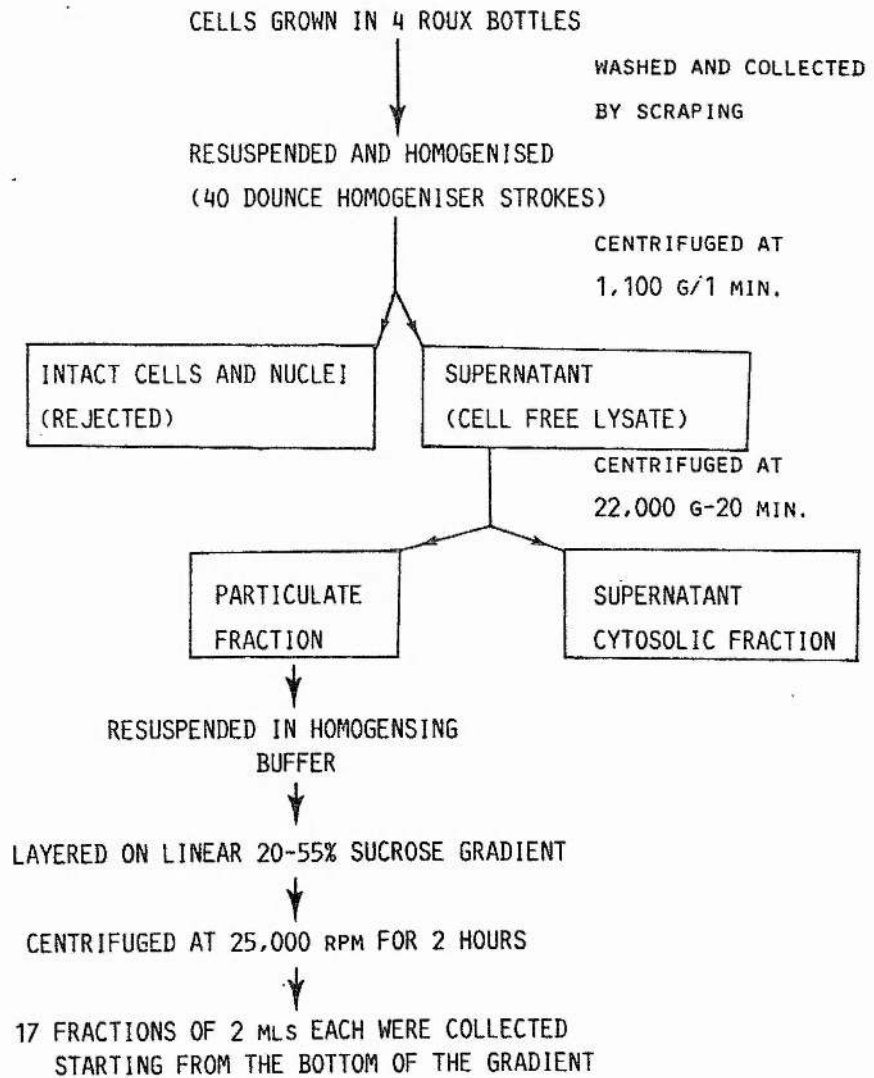 CELLS GROWN IN 4 ROUX BOTTLES
WASHED AND COLLECTED
BY SCRAPING
RESUSPENDED AND HOMOGENISED
(40 DOUNCE HOMOGENISER STROKES)
CENTRIFUGED AT
1,100 G/1 MIN.
INTACT CELLS AND NUCLEI
(REJECTED)
SUPERNATANT
(CELL FREE LYSATE)
CENTRIFUGED AT
22,000 G-20 MIN.
PARTICULATE
FRACTION
SUPERNATANT
CYTOSOLIC FRACTION
RESUSPENDED IN HOMOGENSING
BUFFER
LAYERED ON LINEAR 20-55% SUCROSE GRADIENT
CENTRIFUGED AT 25,000 RPM FOR 2 HOURS
17 FRACTIONS OF 2 MLS EACH WERE COLLECTED
STARTING FROM THE BOTTOM OF THE GRADIENT